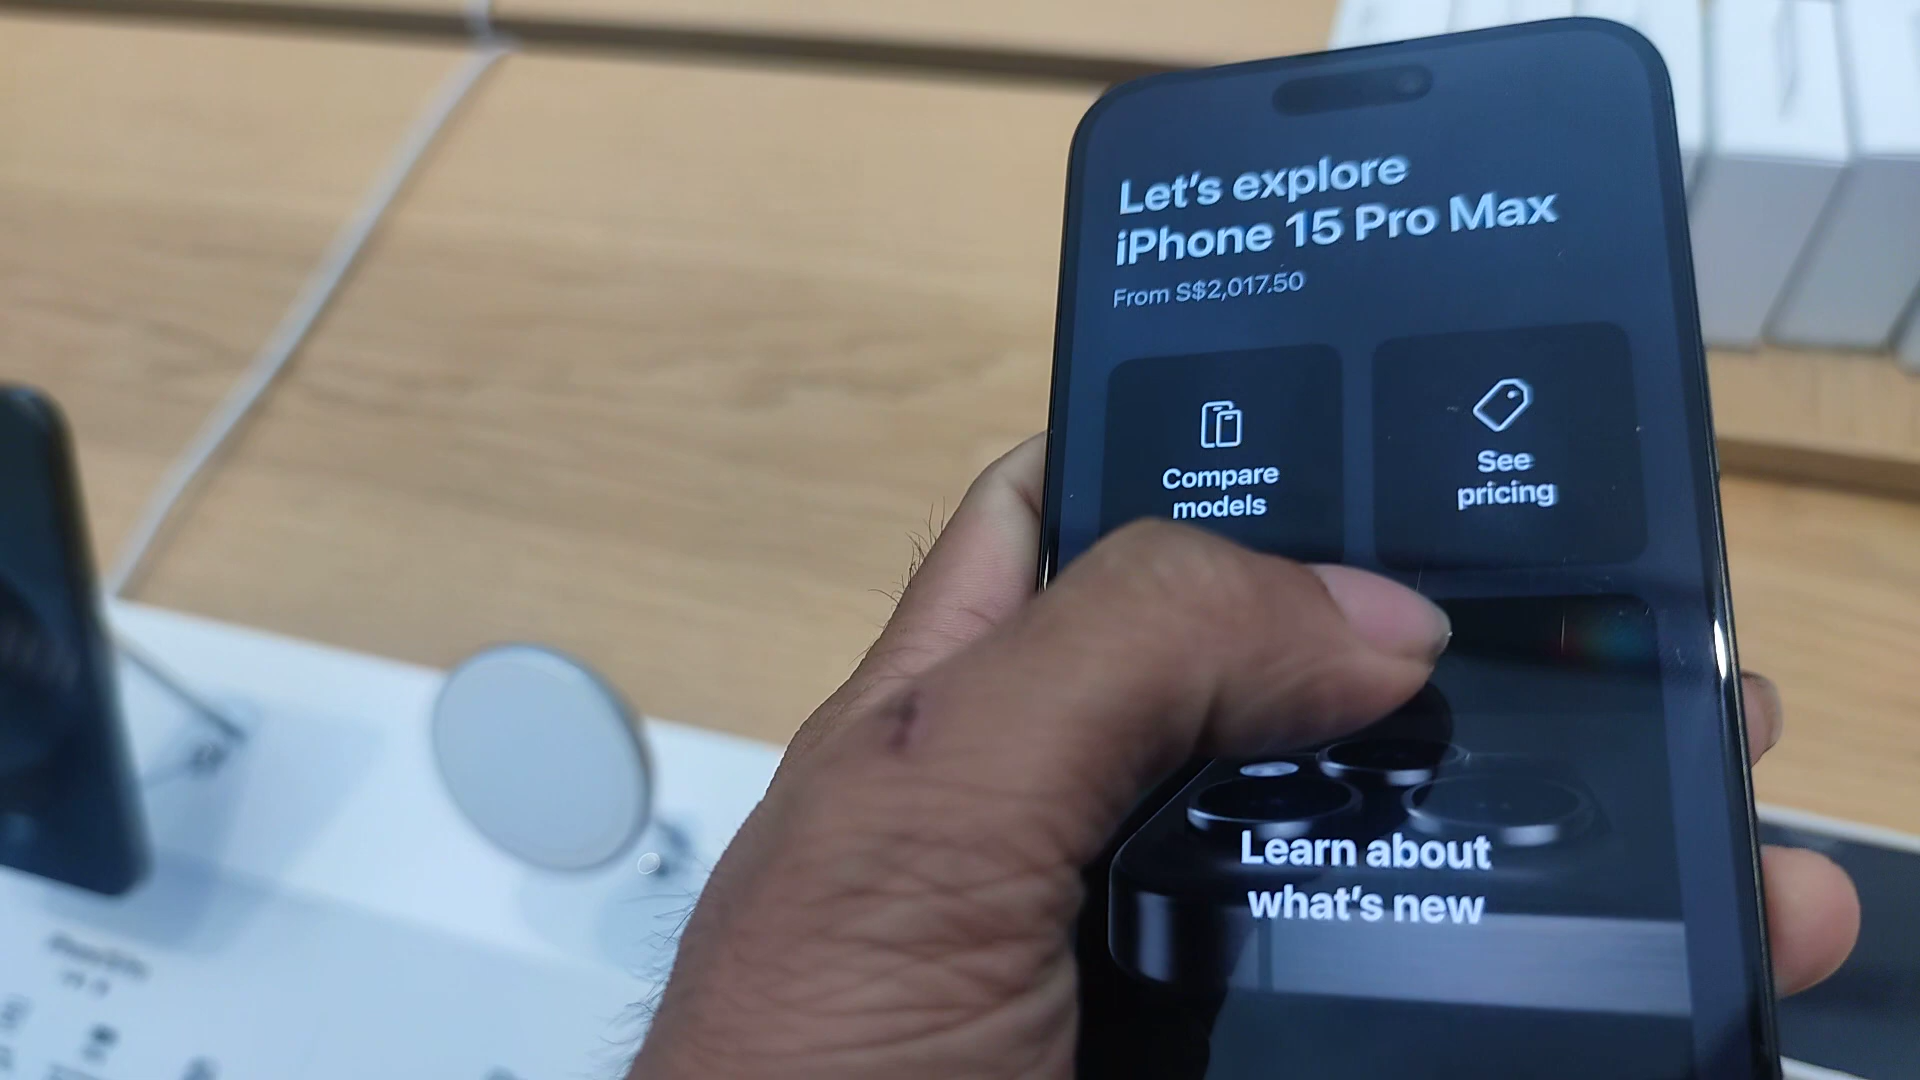 Let's explore
iPhone 15 Pro Max
From S$2,017.50
Compare
models
See
pricing
Learn about
what's new